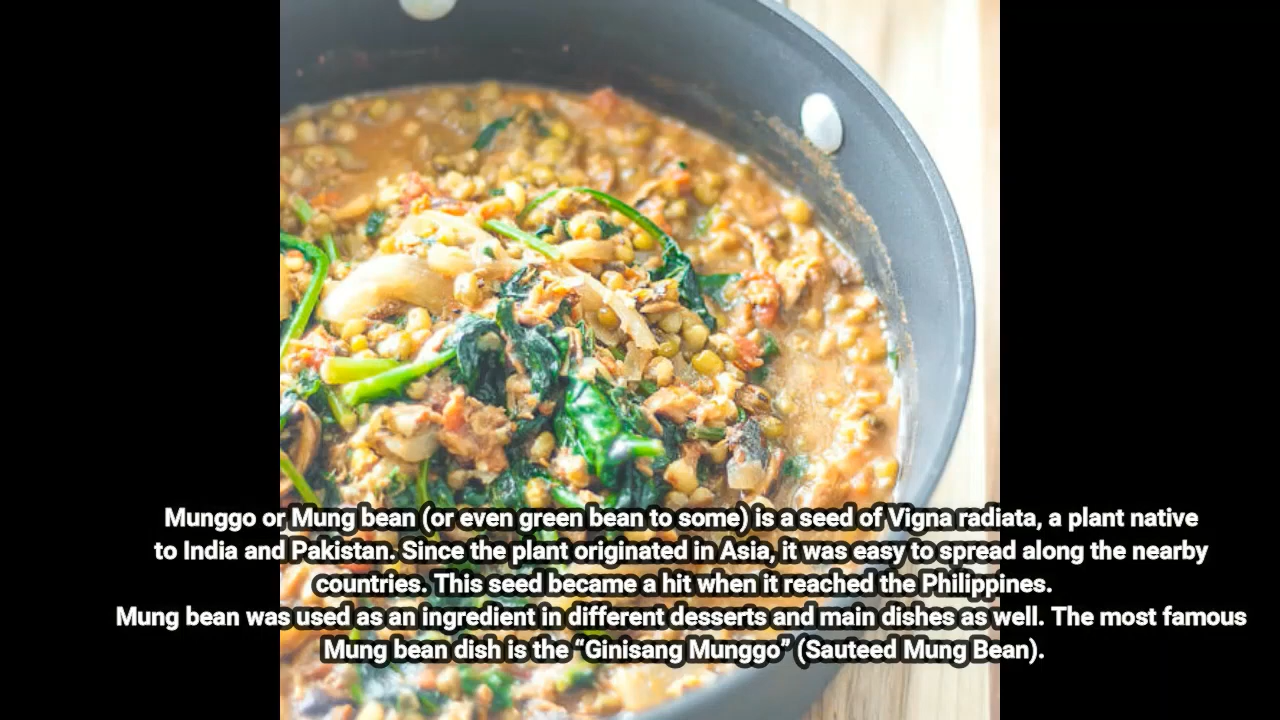 Munggo or Mung bean (or even green bean to some) is a seed of Vigna radiata, a plant native
to India and Pakistan. Since the plant originated in Asia, it was easy to spread along the nearby
countries. This seed became a hit when it reached the Philippines.
Mung bean was used as an ingredient in different desserts and main dishes as well. The most famous
Mung bean dish is the “Ginisang Munggo” (Sauteed Mung Bean).